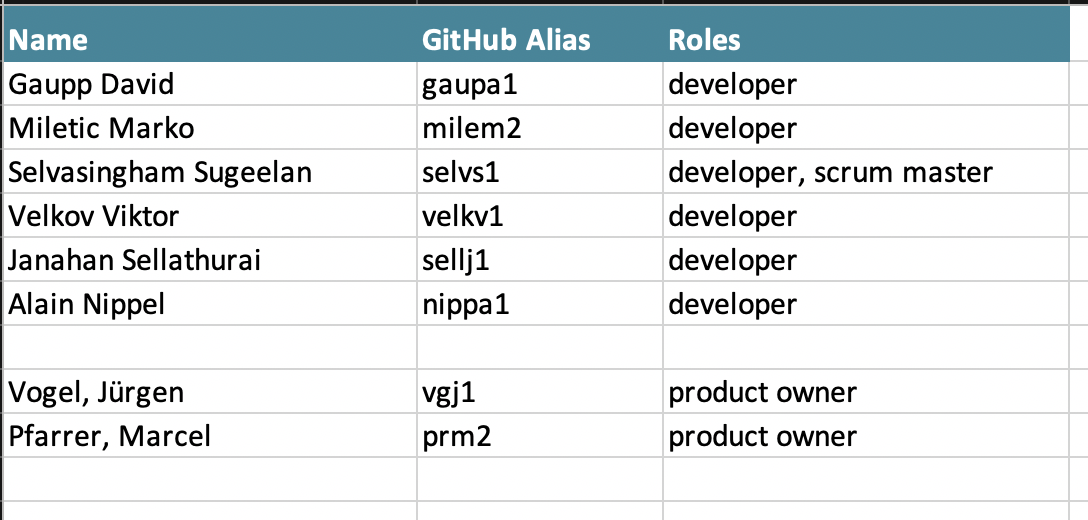 Name GitHub Alias Roles
Gaupp David gaupa1 developer
Miletic Marko milem2 developer
Selvasingham Sugeelan selvs1 developer, scrum master
Velkov Viktor velkv1 developer
Janahan Sellathurai sellj1 developer
Alain Nippel nippa1 developer
Vogel, Jürgen vgj1 product owner
Pfarrer, Marcel prm2 product owner